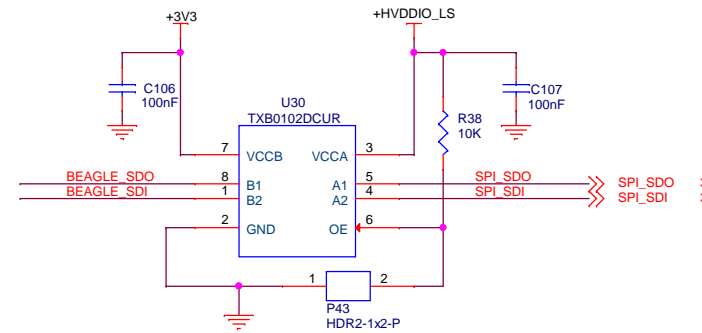 +3V3
+HVDDIO_LS
C106
100nF
C107
100nF
U30
TXB0102DCUR
R38
10K
7 VCCB VCCA 3
BEAGLE_SDO 8 B1 A1 5 SPI_SDO SPI_SDO
BEAGLE_SDI 1 B2 A2 4 SPI_SDI SPI_SDI
2 GND OE 6
1 2
P43
HDR2-1x2-P